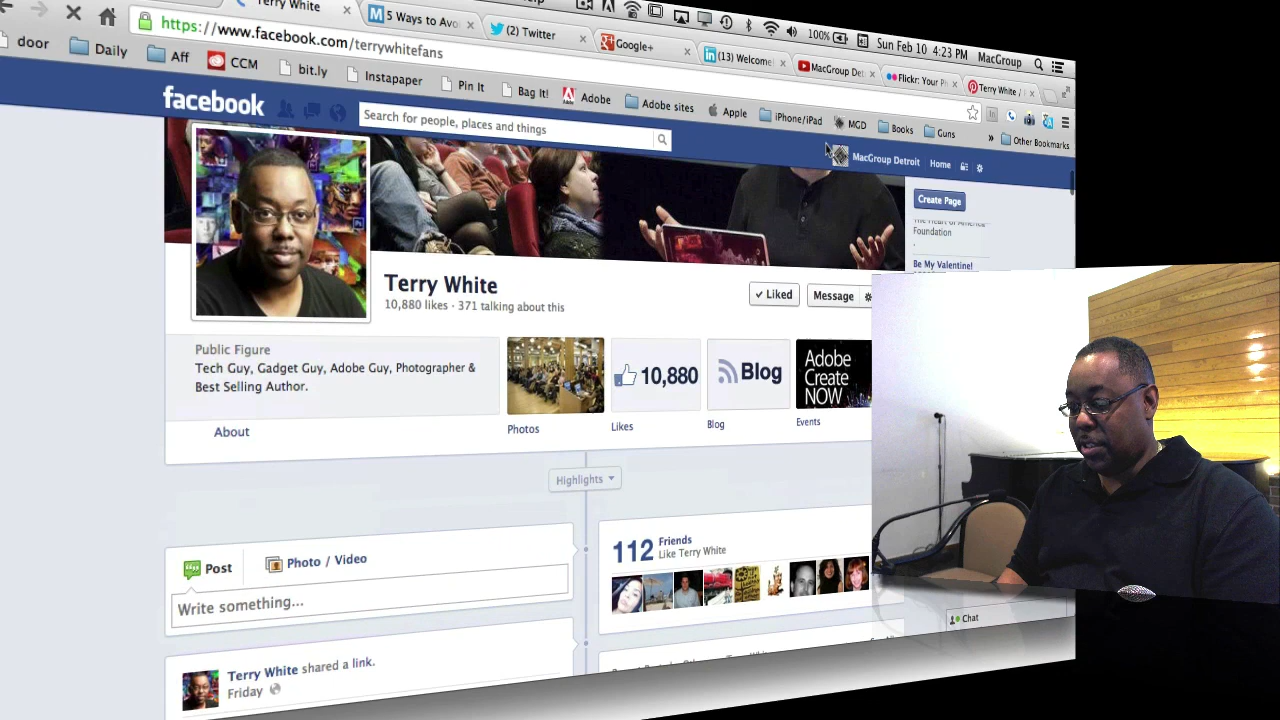 Terry White
5 Ways to Avo
(2) Twitter
Google+
(13) Welcome
MacGroup Det
Flickr: Your P
Terry White /
100%
Sun Feb 10 4:23 PM
MacGroup
https://www.facebook.com/terrywhitefans
door
Daily
Aff
CCM
bit.ly
Instapaper
Pin It
Bag It!
Adobe
Adobe sites
Apple
iPhone/iPad
MGD
Books
Guns
»
Other Bookmarks
facebook
Search for people, places and things
MacGroup Detroit
Home
Create Page
The Heart of America
Foundation
Be My Valentine!
Terry White
10,880 likes · 371 talking about this
✓ Liked
Message
Public Figure
Tech Guy, Gadget Guy, Adobe Guy, Photographer &
Best Selling Author.
About
10,880
Blog
Adobe
Create
NOW
Photos
Likes
Blog
Events
Highlights
Post
Photo / Video
Write something...
112
Friends
Like Terry White
Terry White shared a link.
Friday
Chat